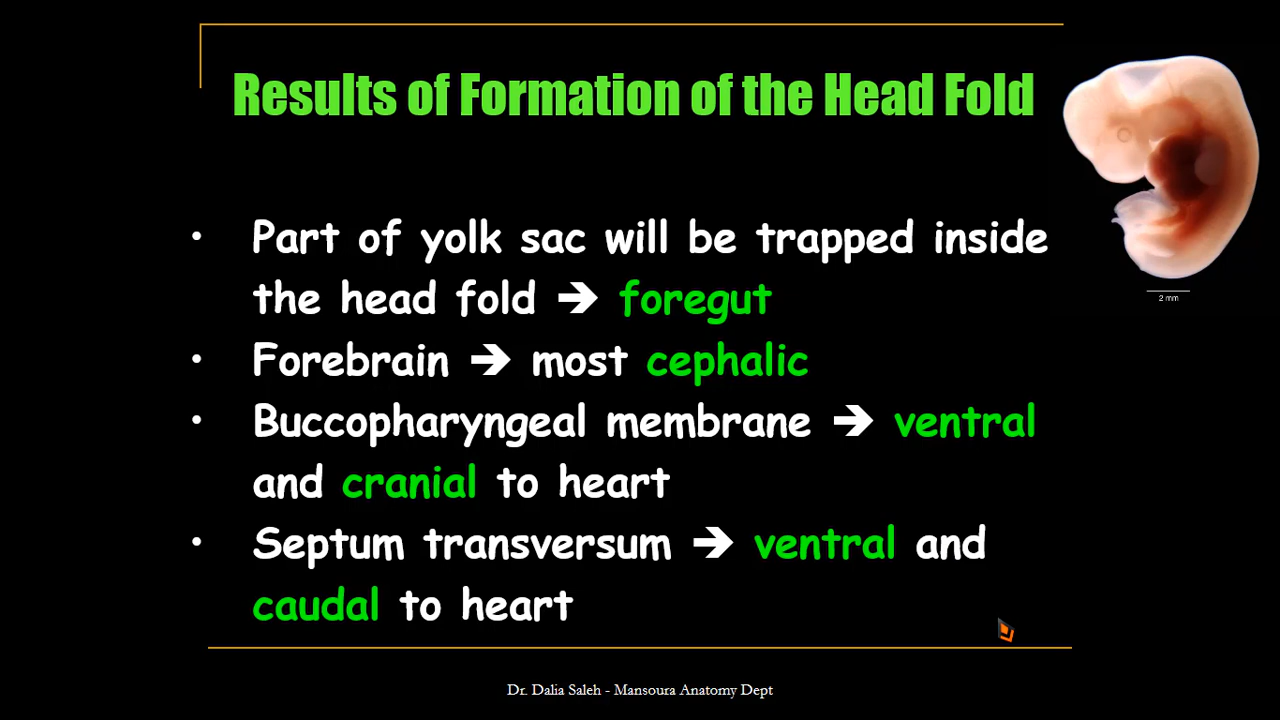 Results of Formation of the Head Fold
• Part of yolk sac will be trapped inside
the head fold ➔ foregut
• Forebrain ➔ most cephalic
• Buccopharyngeal membrane ➔ ventral
and cranial to heart
• Septum transversum ➔ ventral and
caudal to heart
2 mm
Dr. Dalia Saleh - Mansoura Anatomy Dept